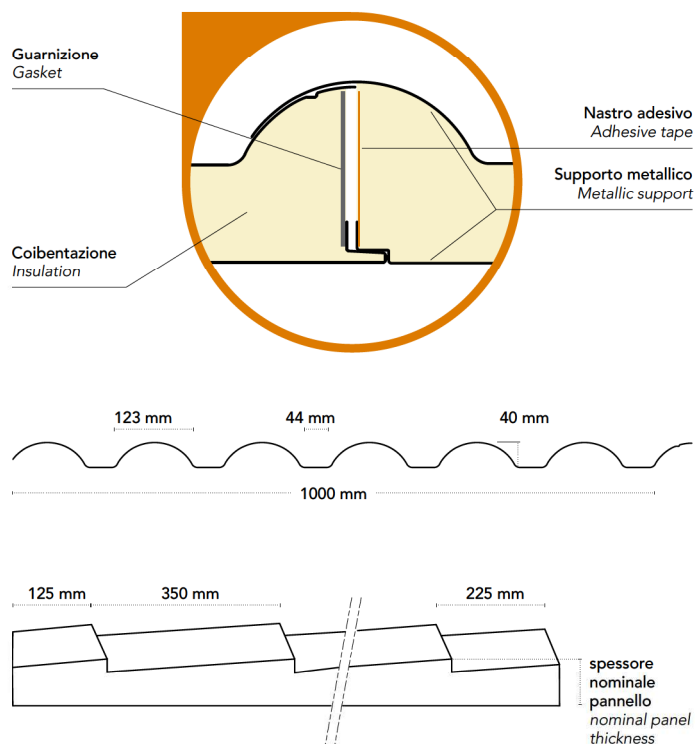 Guarnizione
Gasket
Nastro adesivo
Adhesive tape
Supporto metallico
Metallic support
Coibentazione
Insulation
123 mm
44 mm
40 mm
1000 mm
125 mm
350 mm
225 mm
spessore
nominale
pannello
nominal panel
thickness